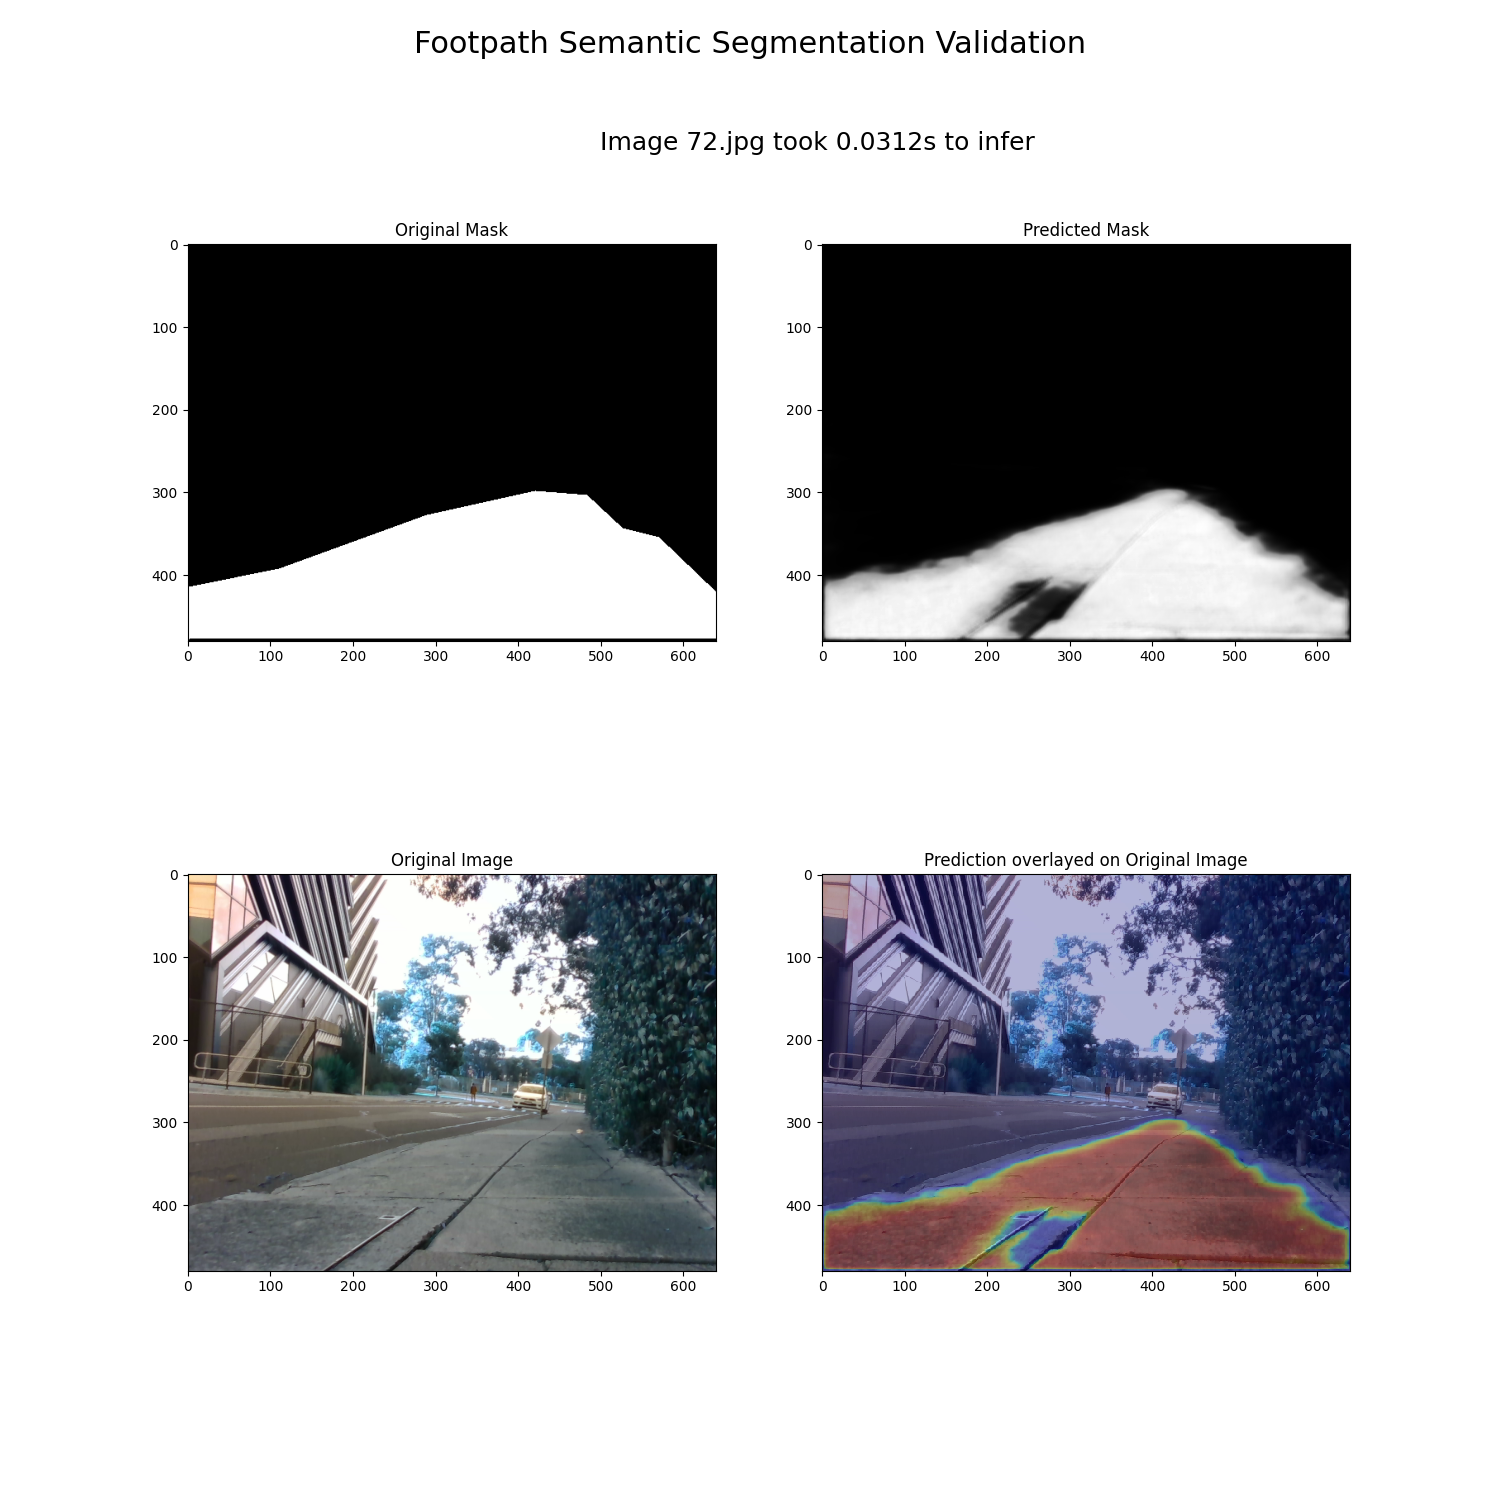 Footpath Semantic Segmentation Validation
Image 72.jpg took 0.0312s to infer
Original Mask
0
100
200
300
400
0 100 200 300 400 500 600
Predicted Mask
0
100
200
300
400
0 100 200 300 400 500 600
Original Image
0
100
200
300
400
0 100 200 300 400 500 600
Prediction overlayed on Original Image
0
100
200
300
400
0 100 200 300 400 500 600